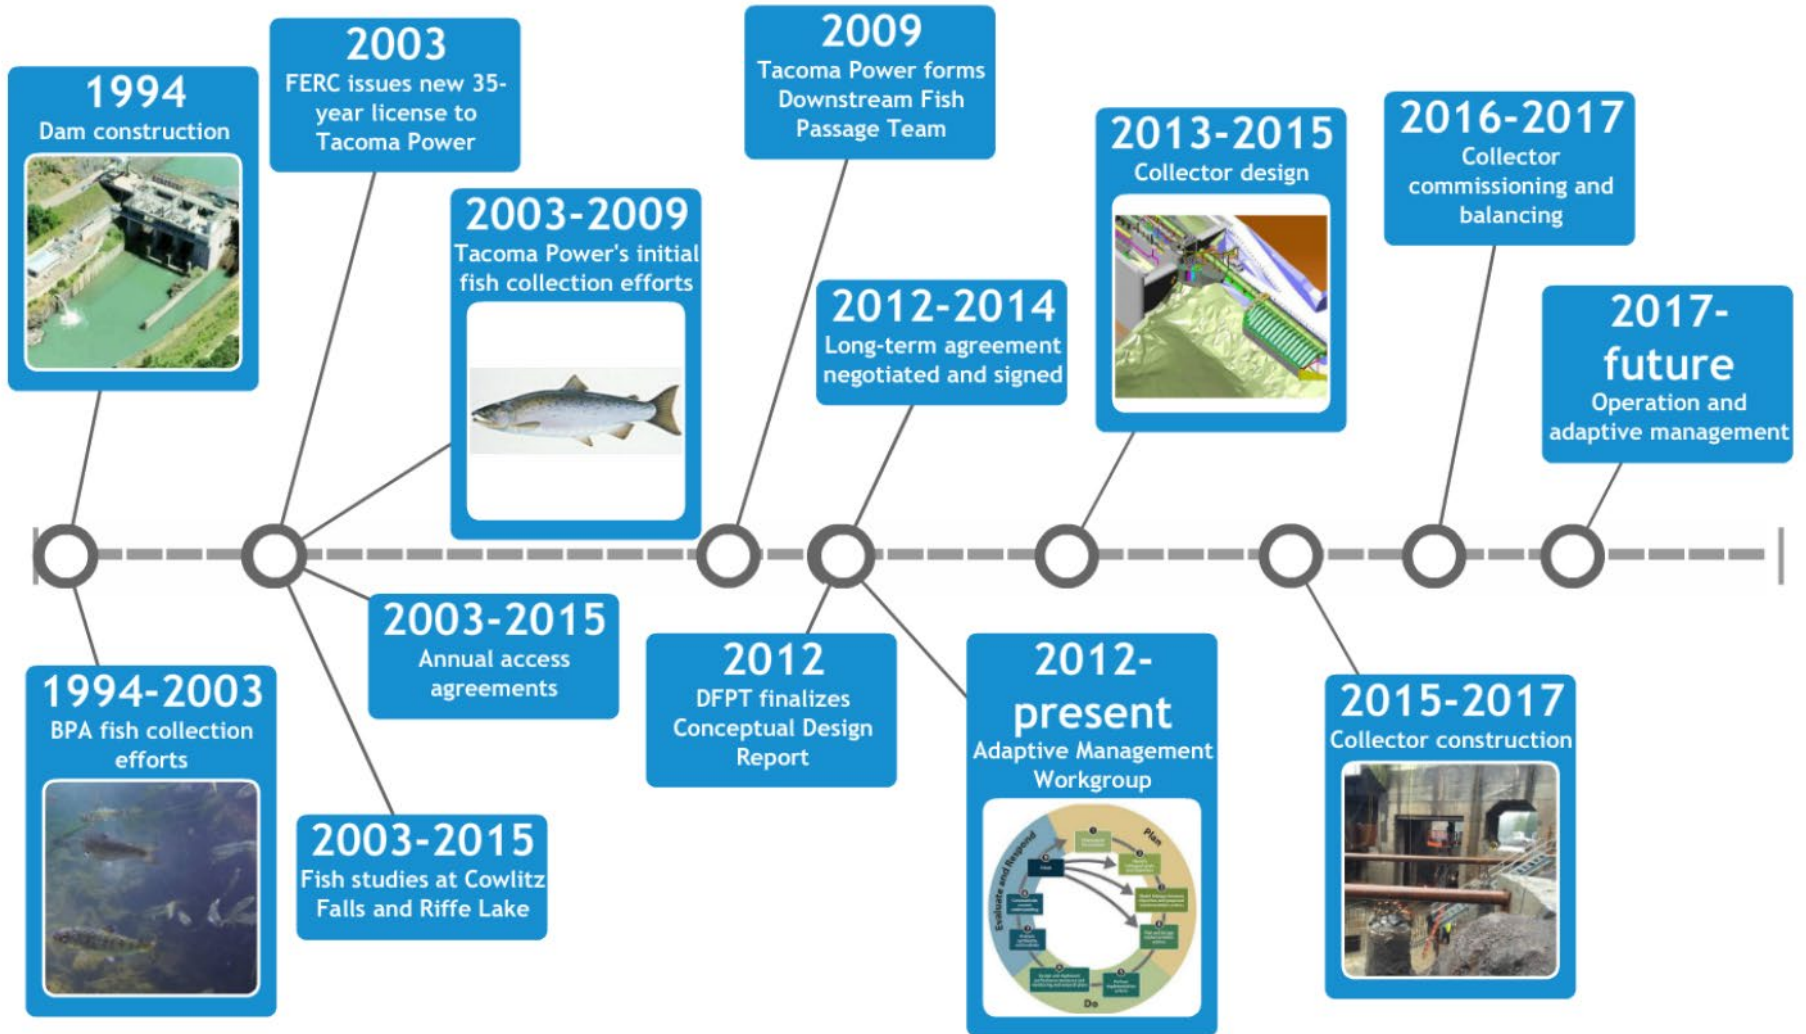 1994
Dam construction
2003
FERC issues new 35-
year license to
Tacoma Power
2003-2009
Tacoma Power's initial
fish collection efforts
2009
Tacoma Power forms
Downstream Fish
Passage Team
2012-2014
Long-term agreement
negotiated and signed
2013-2015
Collector design
2016-2017
Collector
commissioning and
balancing
2017-
future
Operation and
adaptive management
1994-2003
BPA fish collection
efforts
2003-2015
Annual access
agreements
2003-2015
Fish studies at Cowlitz
Falls and Riffe Lake
2012
DFPT finalizes
Conceptual Design
Report
2012-
present
Adaptive Management
Workgroup
Plan
Evaluate and Respond
Do
2015-2017
Collector construction